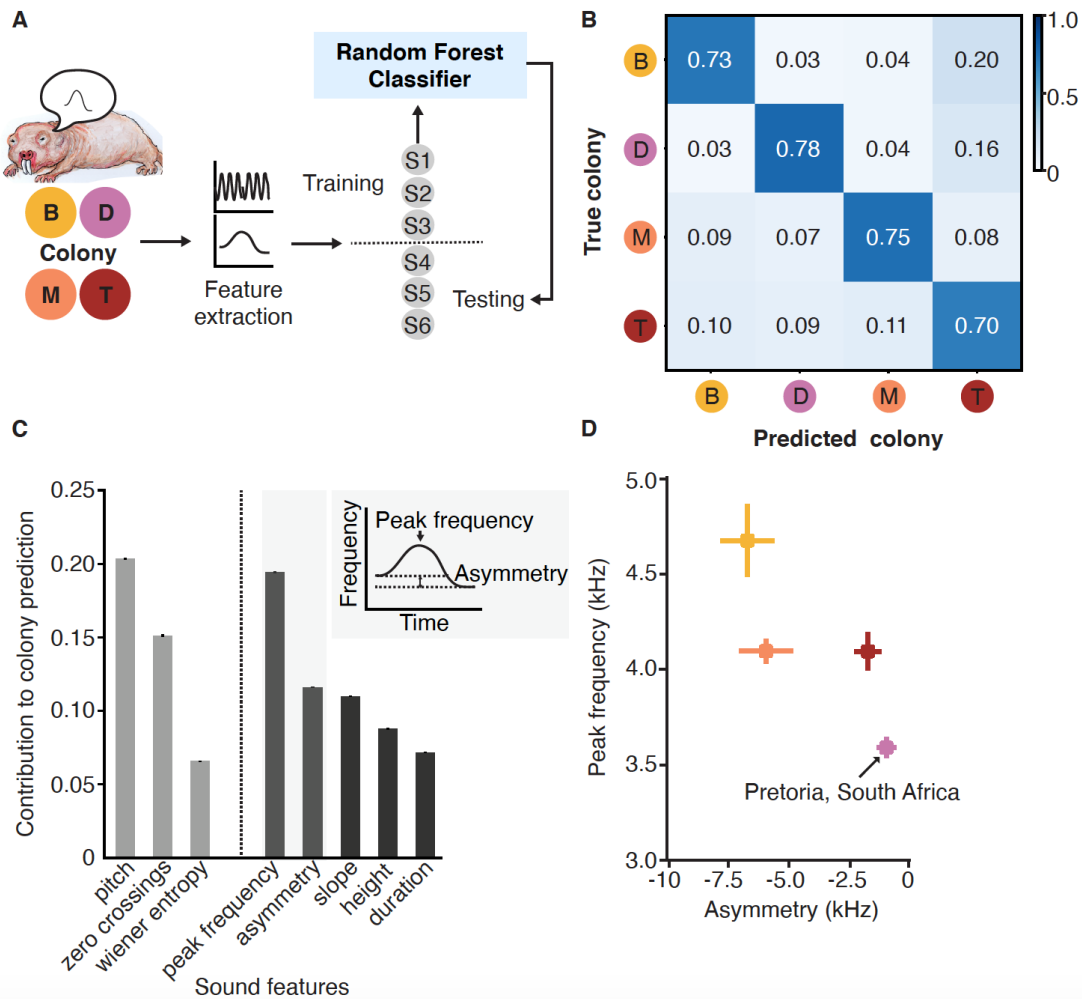 A
Random Forest
Classifier
S1
S2
S3
S4
S5
S6
Training
Testing
B
D
Colony
M
T
Feature
extraction
B
True colony
B
D
M
T
0.73 0.03 0.04 0.20
0.03 0.78 0.04 0.16
0.09 0.07 0.75 0.08
0.10 0.09 0.11 0.70
B D M T
Predicted colony
1.0
0.5
0
C
Contribution to colony prediction
0.25
0.20
0.15
0.10
0.05
0
pitch
zero crossings
wiener entropy
peak frequency
asymmetry
slope
height
duration
Sound features
Frequency
Peak frequency
Asymmetry
Time
D
Peak frequency (kHz)
5.0
4.5
4.0
3.5
3.0
Pretoria, South Africa
-10 -7.5 -5.0 -2.5 0
Asymmetry (kHz)